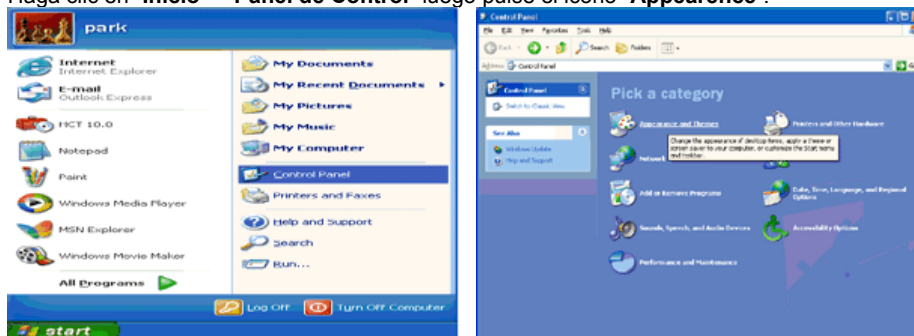 Haga clic en "Inicio" - "Panel de Control" luego pulse el icono "Appearence".
park
Internet
Internet Explorer
E-mail
Outlook Express
HCT 10.0
Notepad
Paint
Windows Media Player
MSN Explorer
Windows Movie Maker
All Programs
My Documents
My Recent Documents
My Pictures
My Music
My Computer
Control Panel
Printers and Faxes
Help and Support
Search
Run...
Log Off
Turn Off Computer
start
Control Panel
File Edit View Favorites Tools Help
Back Search Folders
Address Control Panel
Control Panel
Switch to Classic View
See Also
Windows Update
Help and Support
Pick a category
Appearance and Themes
Printers and Other Hardware
Change the appearance of desktop items, apply a theme or
screen saver to your computer, or customize the Start menu
and taskbar.
Network
Add or Remove Programs
Date, Time, Language, and Regional
Options
Sounds, Speech, and Audio Devices
Accessibility Options
Performance and Maintenance